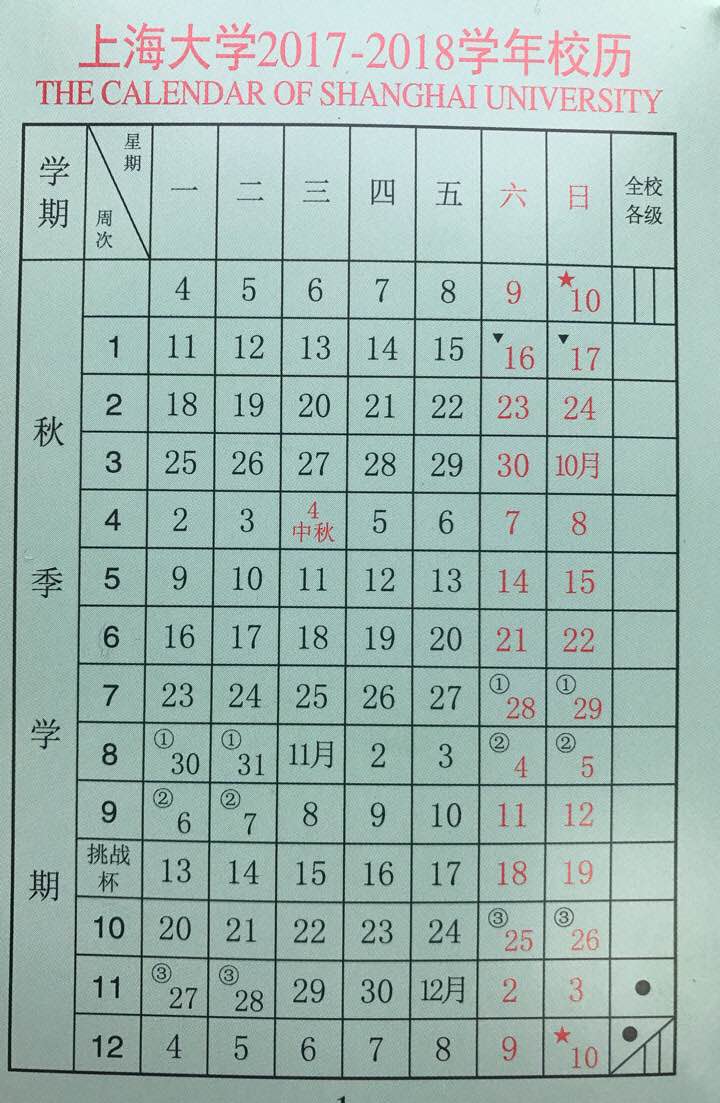 上海大学2017-2018学年校历
THE CALENDAR OF SHANGHAI UNIVERSITY
学期 星期 周次 一 二 三 四 五 六 日 全校各级
秋季学期
4 5 6 7 8 9 ★10
1 11 12 13 14 15 ▼16 ▼17
2 18 19 20 21 22 23 24
3 25 26 27 28 29 30 10月
4 2 3 4中秋 5 6 7 8
5 9 10 11 12 13 14 15
6 16 17 18 19 20 21 22
7 23 24 25 26 27 ①28 ①29
8 ①30 ①31 11月 2 3 ②4 ②5
9 ②6 ②7 8 9 10 11 12
挑战杯 13 14 15 16 17 18 19
10 20 21 22 23 24 ③25 ③26
11 ③27 ③28 29 30 12月 2 3 ●
12 4 5 6 7 8 9 ★10 ●